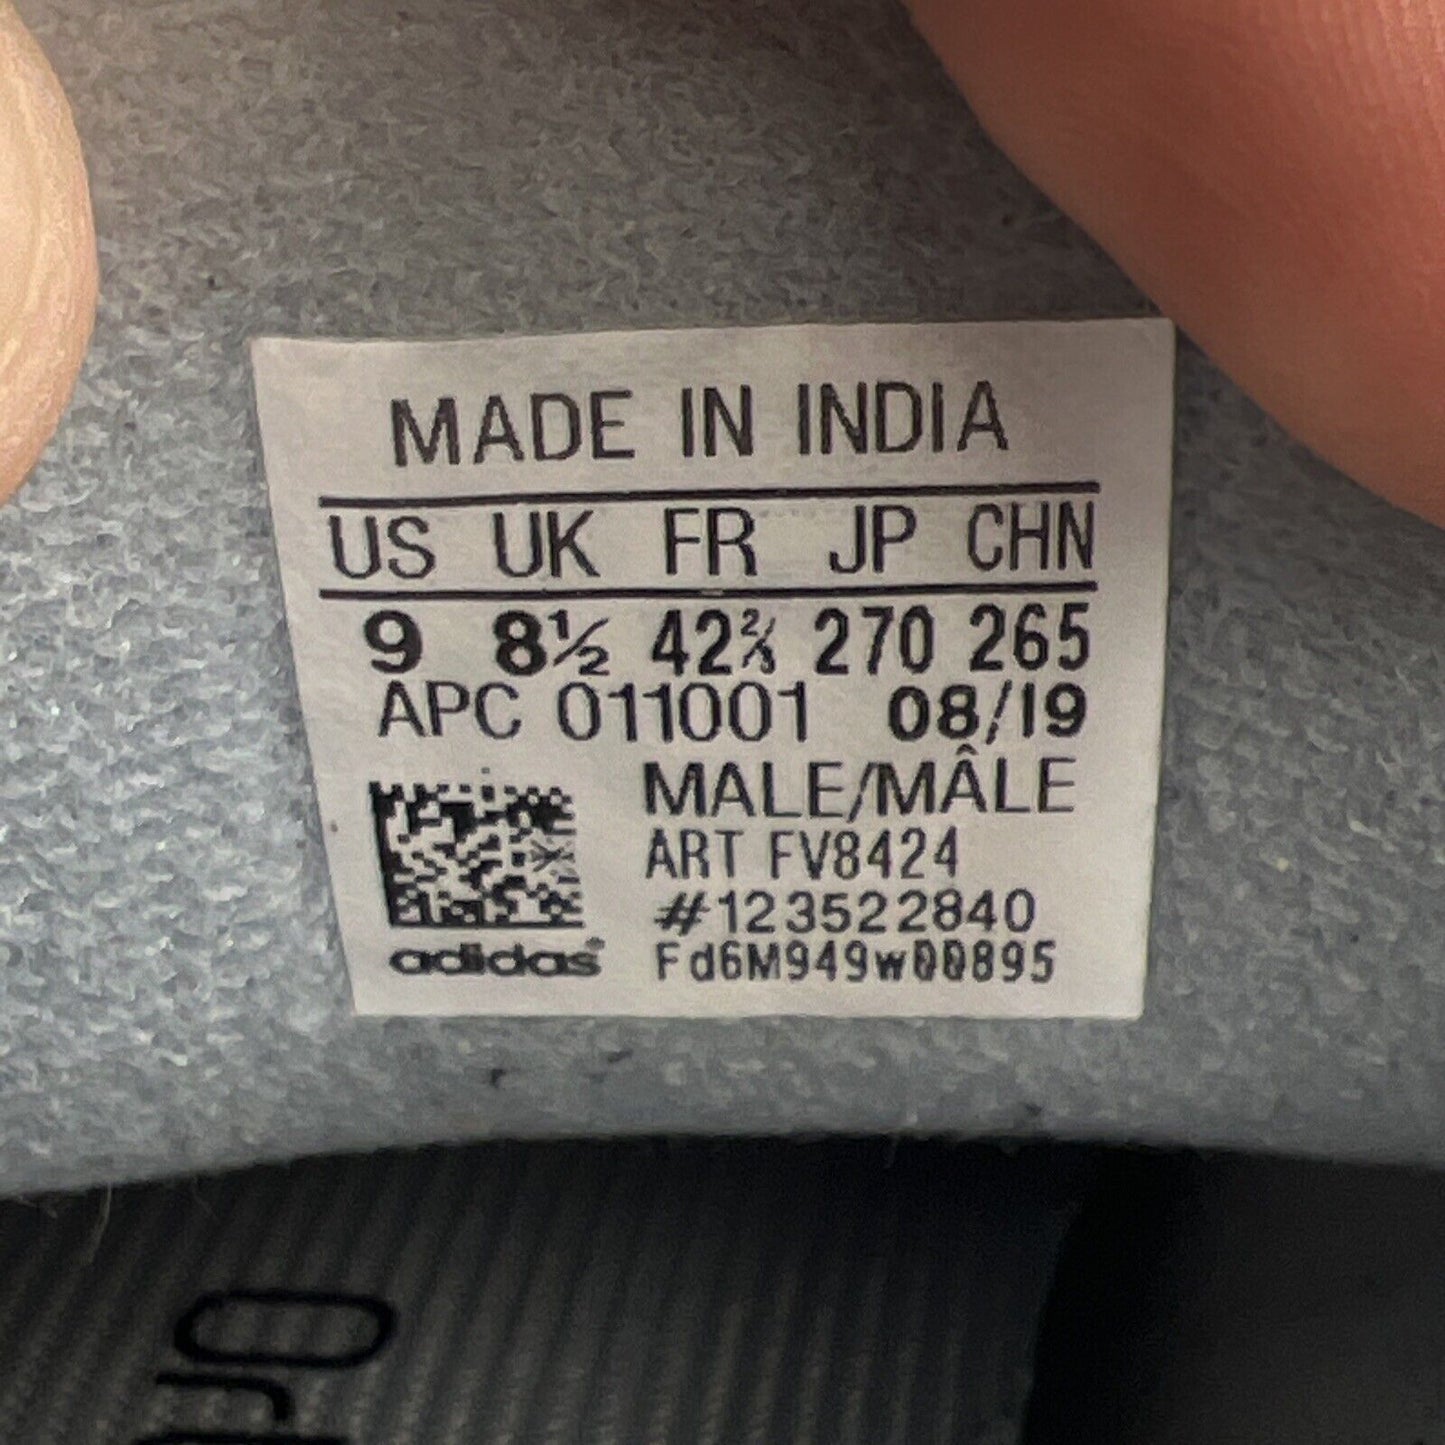 MADE IN INDIA
US UK FR JP CHN
9 8½ 42⅔ 270 265
APC 011001 08/19
MALE/MÂLE
ART FV8424
#123522840
adidas® Fd6M949w00895